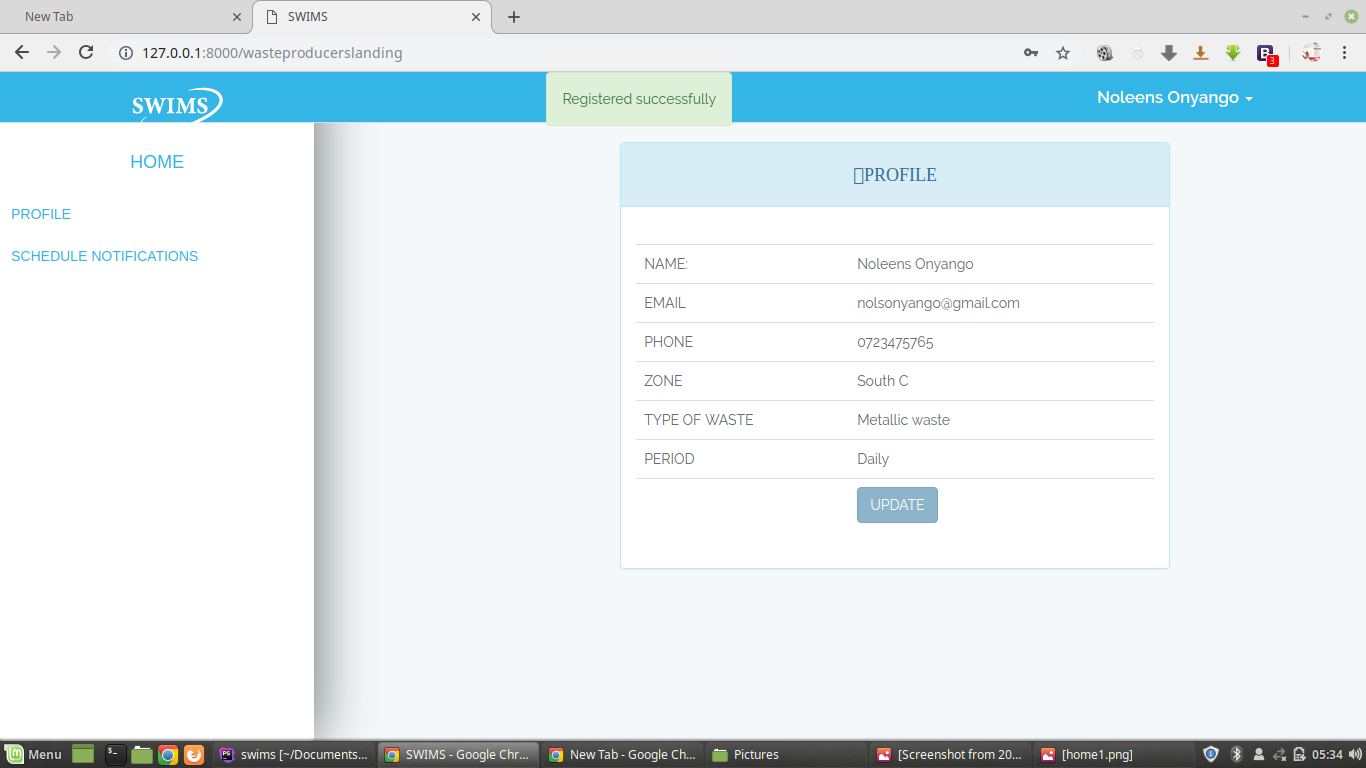 New Tab
SWIMS
127.0.0.1:8000/wasteproducerslanding
3
SWIMS
Registered successfully
Noleens Onyango
HOME
PROFILE
SCHEDULE NOTIFICATIONS
PROFILE
NAME: Noleens Onyango
EMAIL nolsonyango@gmail.com
PHONE 0723475765
ZONE South C
TYPE OF WASTE Metallic waste
PERIOD Daily
UPDATE
Menu
swims [~/Documents...
SWIMS - Google Chr...
New Tab - Google Ch...
Pictures
[Screenshot from 20...
[home1.png]
05:34